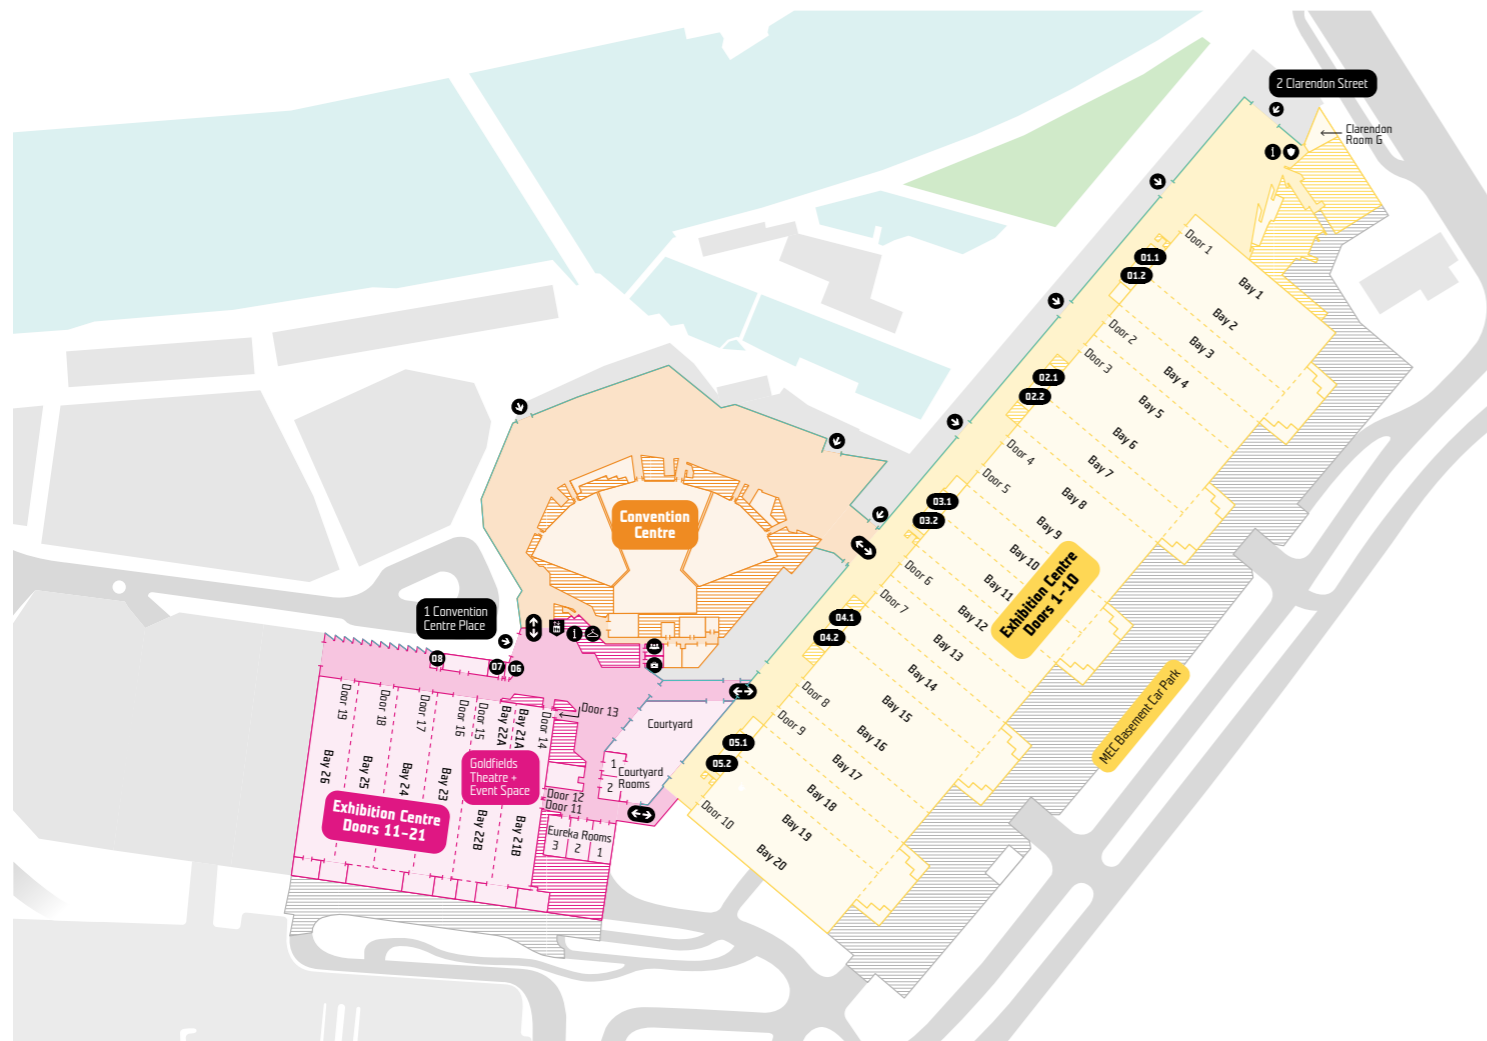 2 Clarendon Street
Clarendon
Room G
Door 1
01.1
01.2
Bay 1
Bay 2
Bay 3
Door 2
Bay 4
Door 3
02.1
02.2
Bay 5
Bay 6
Door 4
Bay 7
Door 5
Bay 8
03.1
03.2
Bay 9
Bay 10
Door 6
Bay 11
Door 7
Bay 12
04.1
04.2
Bay 13
Bay 14
Door 8
Bay 15
Door 9
Bay 16
05.1
05.2
Bay 17
Bay 18
Door 10
Bay 19
Bay 20
Exhibition Centre
Doors 1-10
MEC Basement Car Park
Convention
Centre
1 Convention
Centre Place
08
07
06
Door 19
Door 18
Door 17
Door 16
Door 15
Bay 22A
Bay 21A
Door 14
Door 13
Bay 26
Bay 25
Bay 24
Bay 23
Goldfields
Theatre +
Event Space
Exhibition Centre
Doors 11-21
Bay 22B
Bay 21B
Door 12
Door 11
Eureka Rooms
3
2
1
Courtyard
1
Courtyard
Rooms
2